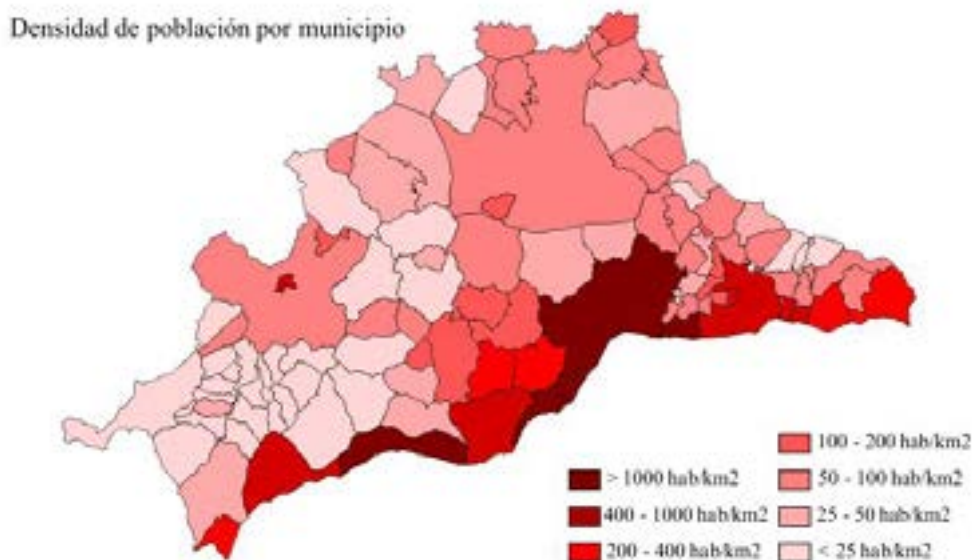 Densidad de población por municipio
> 1000 hab/km2
400 - 1000 hab/km2
200 - 400 hab/km2
100 - 200 hab/km2
50 - 100 hab/km2
25 - 50 hab/km2
< 25 hab/km2